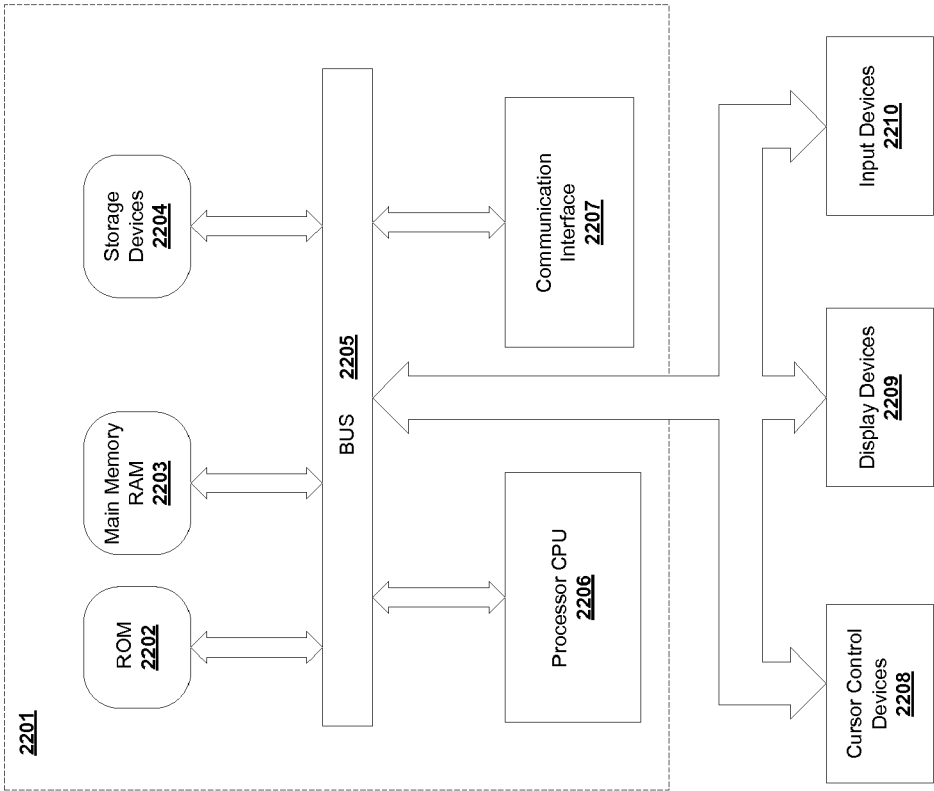 2201
ROM
2202
Main Memory
RAM
2203
Storage
Devices
2204
BUS 2205
Processor CPU
2206
Communication
Interface
2207
Cursor Control
Devices
2208
Display Devices
2209
Input Devices
2210